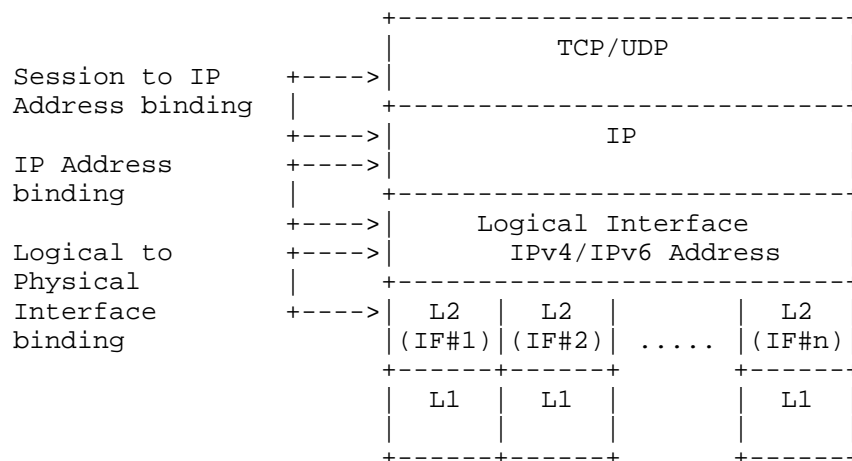 TCP/UDP
Session to IP
Address binding
IP
IP Address
binding
Logical Interface
Logical to IPv4/IPv6 Address
Physical
Interface L2 L2 L2
binding (IF#1) (IF#2) ..... (IF#n)
L1 L1 L1